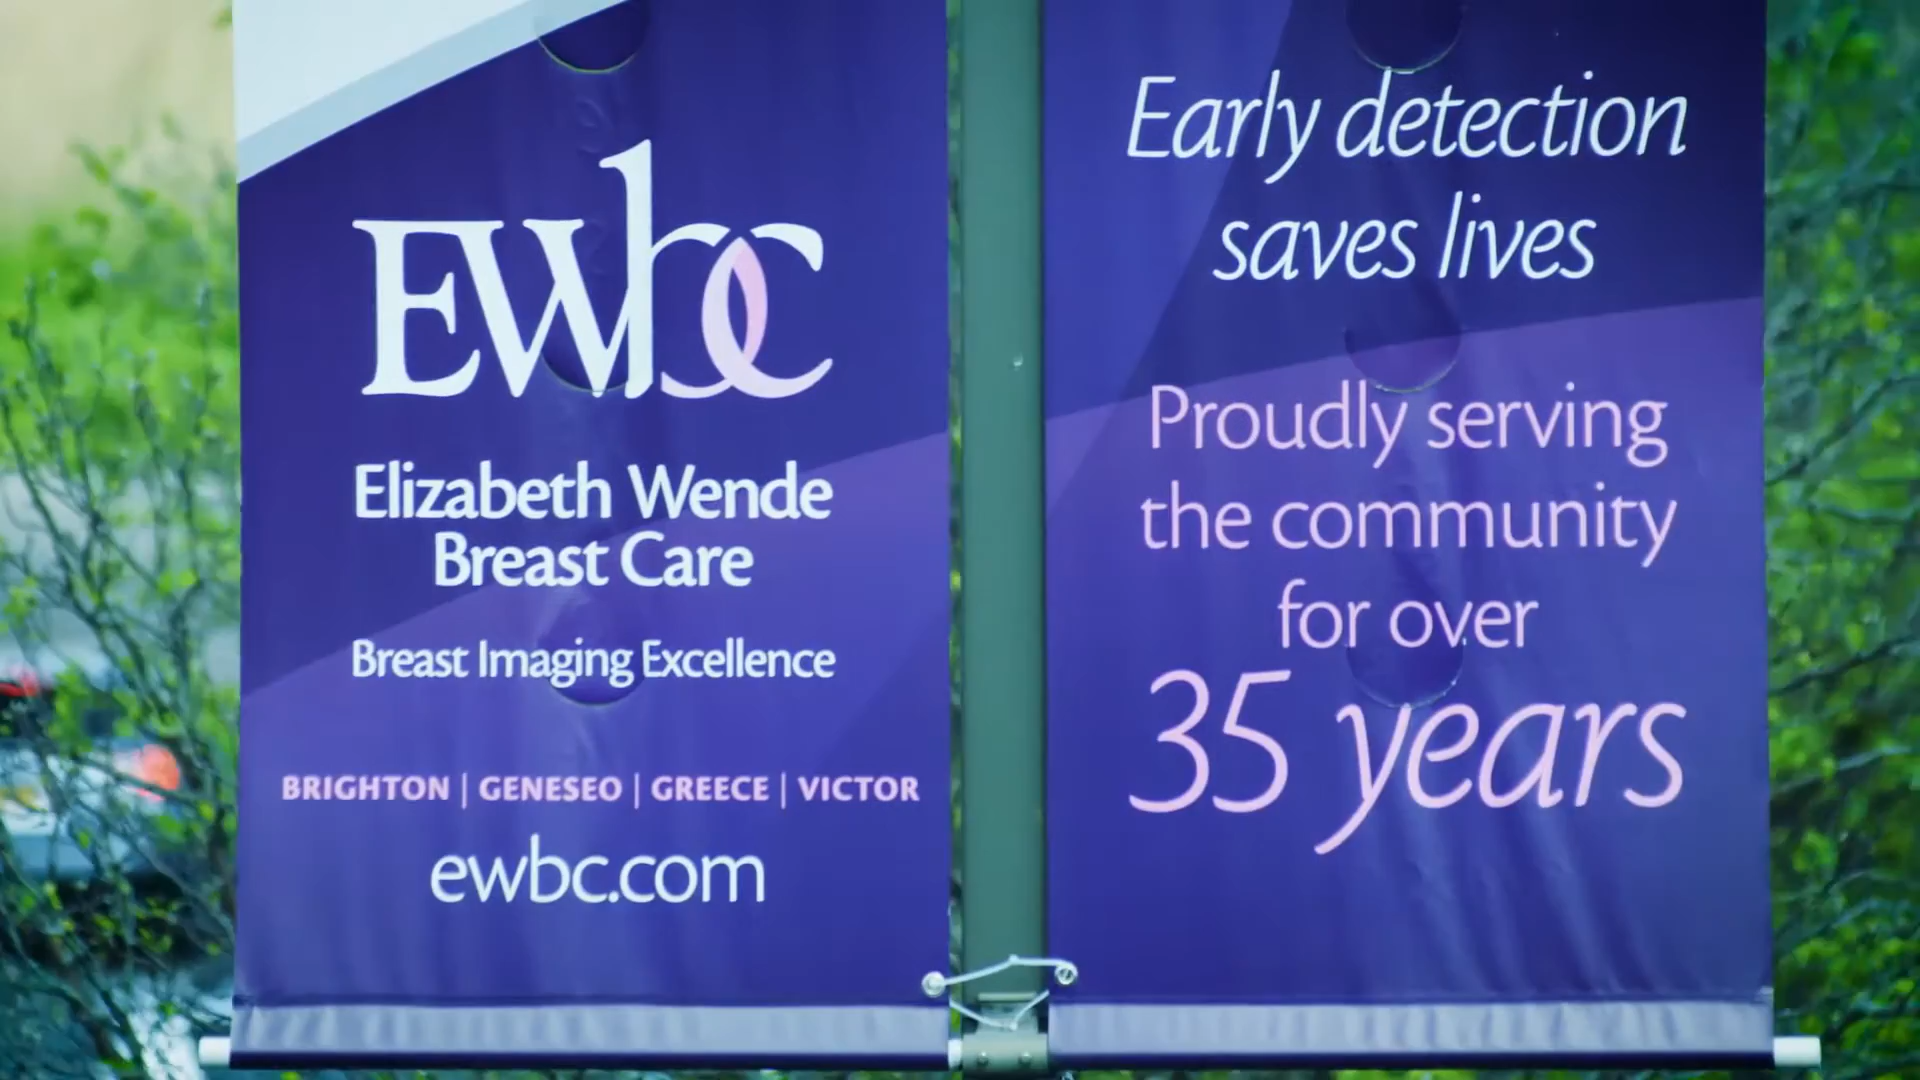 EWbc
Elizabeth Wende
Breast Care
Breast Imaging Excellence
BRIGHTON | GENESEO | GREECE | VICTOR
ewbc.com
Early detection
saves lives
Proudly serving
the community
for over
35 years